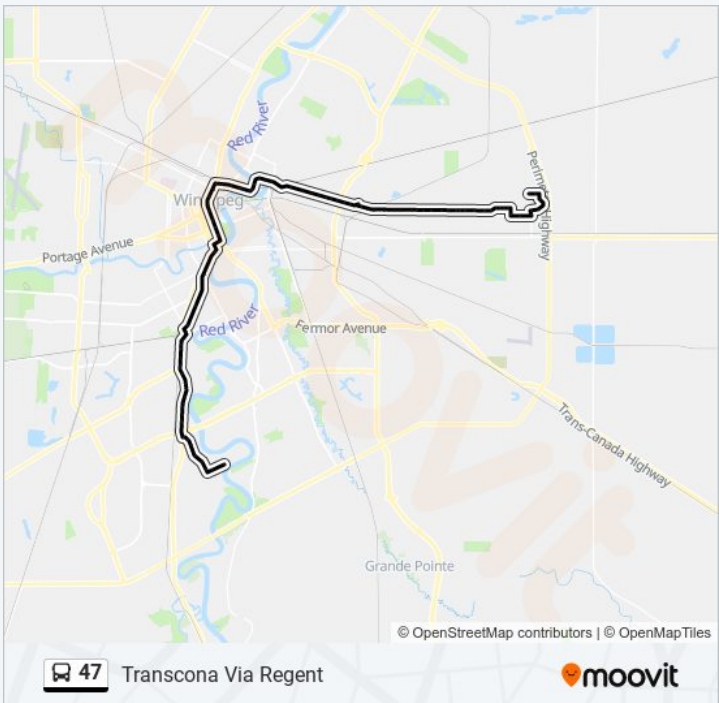 Red River
Perimeter Highway
Winnipeg
Portage Avenue
Red River
Fermor Avenue
Trans-Canada Highway
Grande Pointe
© OpenStreetMap contributors | © OpenMapTiles
47 Transcona Via Regent
moovit